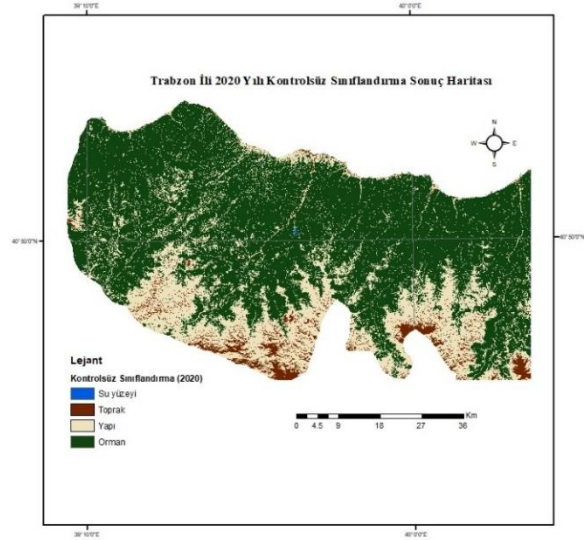 39°10'0"E 40°0'0"E
Trabzon İli 2020 Yılı Kontrolsüz Sınıflandırma Sonuç Haritası
N
W E
S
40°50'0"N 40°50'0"N
Lejant
Kontrolsüz Sınıflandırma (2020)
Su yüzeyi
Toprak
Yapı
Orman
Km
0 4.5 9 18 27 36
39°10'0"E 40°0'0"E